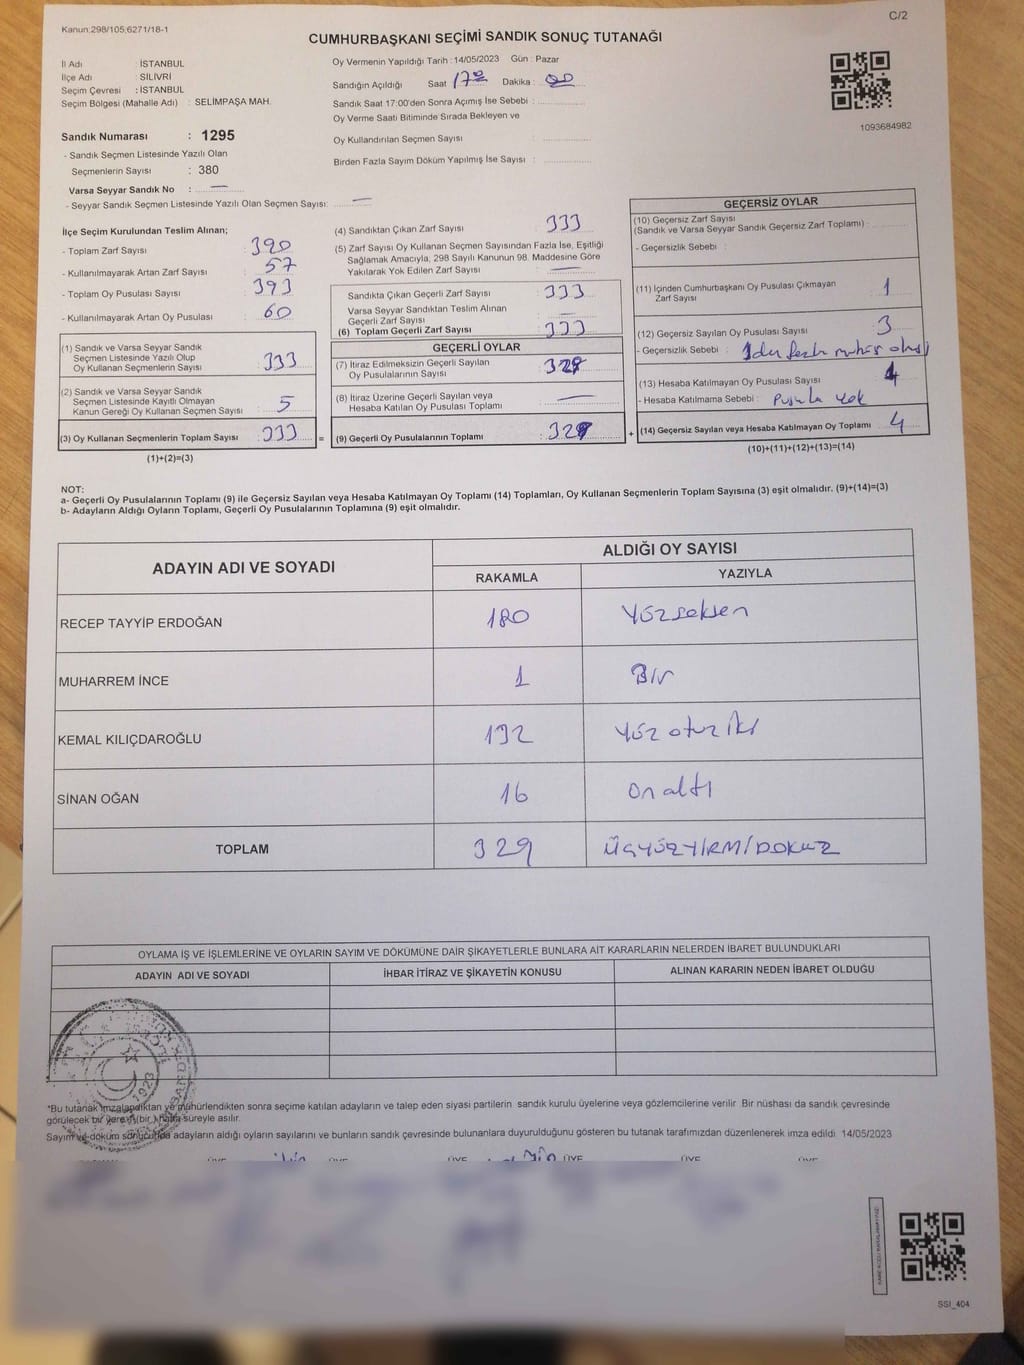 C/2
Kanun:298/105;6271/18-1
CUMHURBAŞKANI SEÇİMİ SANDIK SONUÇ TUTANAĞI
İl Adı : İSTANBUL
İlçe Adı : SİLİVRİ
Seçim Çevresi : İSTANBUL
Seçim Bölgesi (Mahalle Adı) : SELİMPAŞA MAH.
Sandık Numarası : 1295
- Sandık Seçmen Listesinde Yazılı Olan
Seçmenlerin Sayısı : 380
Varsa Seyyar Sandık No : —
- Seyyar Sandık Seçmen Listesinde Yazılı Olan Seçmen Sayısı: —
Oy Vermenin Yapıldığı Tarih :14/05/2023 Gün : Pazar
Sandığın Açıldığı Saat 17 00 Dakika : 00
Sandık Saat 17:00'den Sonra Açımış İse Sebebi :
Oy Verme Saati Bitiminde Sırada Bekleyen ve
Oy Kullandırılan Seçmen Sayısı :
Birden Fazla Sayım Döküm Yapılmış İse Sayısı :
1093684982
İlçe Seçim Kurulundan Teslim Alınan;
- Toplam Zarf Sayısı : 390
- Kullanılmayarak Artan Zarf Sayısı : 57
- Toplam Oy Pusulası Sayısı : 393
- Kullanılmayarak Artan Oy Pusulası : 60
(1) Sandık ve Varsa Seyyar Sandık
Seçmen Listesinde Yazılı Olup
Oy Kullanan Seçmenlerin Sayısı : 333
(2) Sandık ve Varsa Seyyar Sandık
Seçmen Listesinde Kayıtlı Olmayan
Kanun Gereği Oy Kullanan Seçmen Sayısı : 5
(3) Oy Kullanan Seçmenlerin Toplam Sayısı : 333
(1)+(2)=(3)
(4) Sandıktan Çıkan Zarf Sayısı : 333
(5) Zarf Sayısı Oy Kullanan Seçmen Sayısından Fazla İse, Eşitliği
Sağlamak Amacıyla, 298 Sayılı Kanunun 98. Maddesine Göre
Yakılarak Yok Edilen Zarf Sayısı : —
Sandıkta Çıkan Geçerli Zarf Sayısı : 333
Varsa Seyyar Sandıktan Teslim Alınan
Geçerli Zarf Sayısı : —
(6) Toplam Geçerli Zarf Sayısı : 333
GEÇERLİ OYLAR
(7) İtiraz Edilmeksizin Geçerli Sayılan
Oy Pusulalarının Sayısı : 329
(8) İtiraz Üzerine Geçerli Sayılan veya
Hesaba Katılan Oy Pusulaları Toplamı : —
= (9) Geçerli Oy Pusulalarının Toplamı : 329
GEÇERSİZ OYLAR
(10) Geçersiz Zarf Sayısı
(Sandık ve Varsa Seyyar Sandık Geçersiz Zarf Toplamı) :
- Geçersizlik Sebebi :
(11) İçinden Cumhurbaşkanı Oy Pusulası Çıkmayan
Zarf Sayısı : 1
(12) Geçersiz Sayılan Oy Pusulası Sayısı : 3
- Geçersizlik Sebebi : 1den fazla mühür
(13) Hesaba Katılmayan Oy Pusulası Sayısı :
- Hesaba Katılmama Sebebi : Pusula yok
+ (14) Geçersiz Sayılan veya Hesaba Katılmayan Oy Toplamı : 4
(10)+(11)+(12)+(13)=(14)
NOT:
a- Geçerli Oy Pusulalarının Toplamı (9) ile Geçersiz Sayılan veya Hesaba Katılmayan Oy Toplamı (14) Toplamları, Oy Kullanan Seçmenlerin Toplam Sayısına (3) eşit olmalıdır. (9)+(14)=(3)
b- Adayların Aldığı Oyların Toplamı, Geçerli Oy Pusulalarının Toplamına (9) eşit olmalıdır.
ADAYIN ADI VE SOYADI ALDIĞI OY SAYISI
RAKAMLA YAZIYLA
RECEP TAYYİP ERDOĞAN 180 Yüzseksen
MUHARREM İNCE 1 Bir
KEMAL KILIÇDAROĞLU 132 Yüz otuz iki
SİNAN OĞAN 16 on altı
TOPLAM 329 ÜÇYÜZYİRMİDOKUZ
OYLAMA İŞ VE İŞLEMLERİNE VE OYLARIN SAYIM VE DÖKÜMÜNE DAİR ŞİKAYETLERLE BUNLARA AİT KARARLARIN NELERDEN İBARET BULUNDUKLARI
ADAYIN ADI VE SOYADI İHBAR İTİRAZ VE ŞİKAYETİN KONUSU ALINAN KARARIN NEDEN İBARET OLDUĞU
1923
*Bu tutanak imzalandıktan ve mühürlendikten sonra seçime katılan adayların ve talep eden siyasi partilerin sandık kurulu üyelerine veya gözlemcilerine verilir. Bir nüshası da sandık çevresinde
görülecek bir yere 1 (bir) hafta süreyle asılır.
Sayım ve döküm sonucunda adayların aldığı oyların sayılarını ve bunların sandık çevresinde bulunanlara duyurulduğunu gösteren bu tutanak tarafımızdan düzenlenerek imza edildi. 14/05/2023
SSİ_404